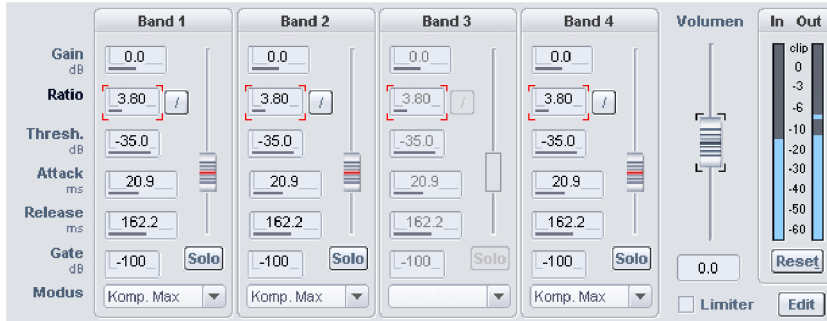 Band 1 Band 2 Band 3 Band 4 Volumen In Out
Gain dB 0.0 0.0 0.0 0.0
Ratio 3.80 / 3.80 / 3.80 / 3.80 /
Thresh. dB -35.0 -35.0 -35.0 -35.0
Attack ms 20.9 20.9 20.9 20.9
Release ms 162.2 162.2 162.2 162.2
Gate dB -100 Solo -100 Solo -100 Solo -100 Solo
Modus Komp. Max Komp. Max Komp. Max
0.0
Limiter
clip
0
-3
-6
-10
-20
-30
-40
-50
-60
Reset
Edit